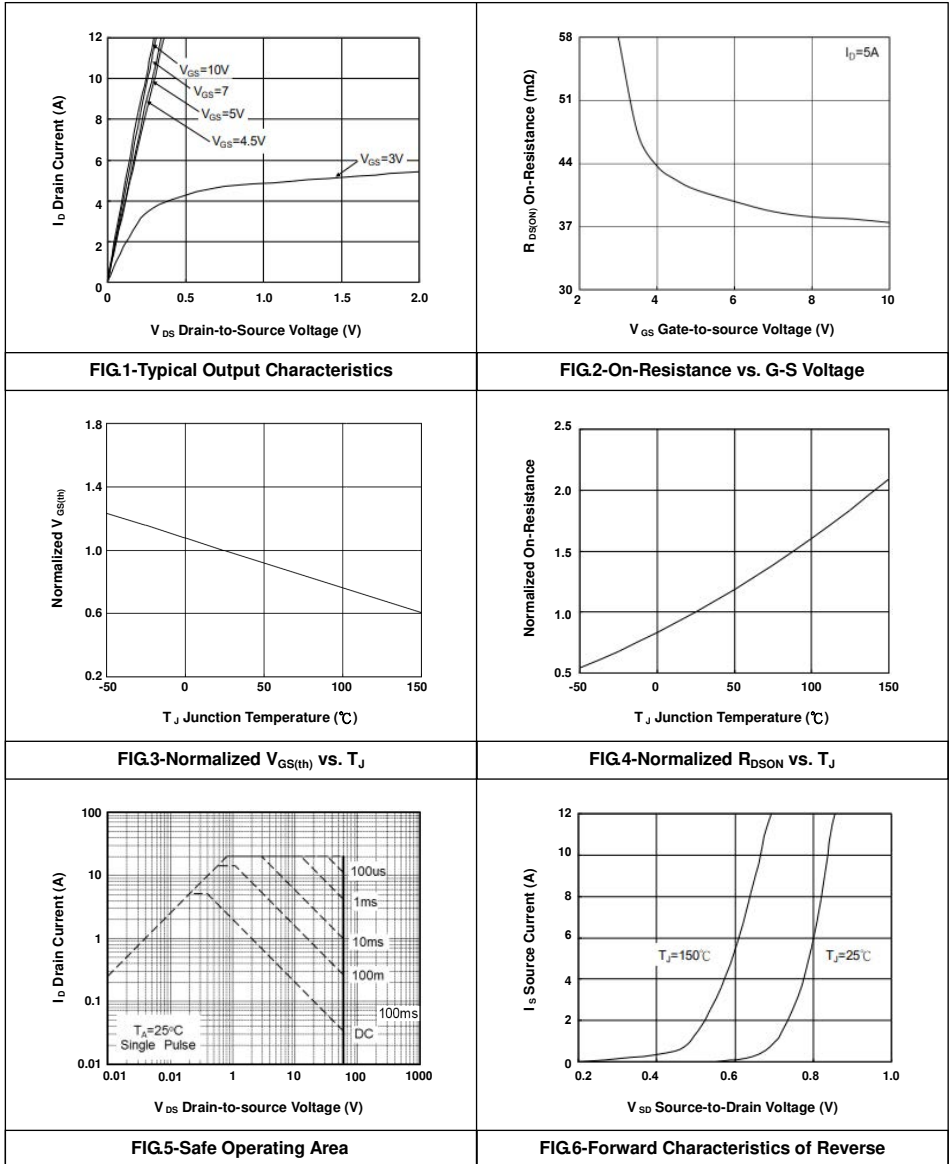 12
10
8
6
4
2
0
I D Drain Current (A)
VGS=10V
VGS=7
VGS=5V
VGS=4.5V
VGS=3V
0 0.5 1.0 1.5 2.0
V DS Drain-to-Source Voltage (V)
FIG.1-Typical Output Characteristics
58
51
44
37
30
R DS(ON) On-Resistance (mΩ)
ID=5A
2 4 6 8 10
V GS Gate-to-source Voltage (V)
FIG.2-On-Resistance vs. G-S Voltage
1.8
1.4
1.0
0.6
0.2
Normalized V GS(th)
-50 0 50 100 150
T J Junction Temperature (℃)
FIG.3-Normalized VGS(th) vs. TJ
2.5
2.0
1.5
1.0
0.5
Normalized On-Resistance
-50 0 50 100 150
T J Junction Temperature (℃)
FIG.4-Normalized RDSON vs. TJ
100
10
1
0.1
0.01
I D Drain Current (A)
100us
1ms
10ms
100m
100ms
DC
TA=25°C
Single Pulse
0.01 0.01 1 10 100 1000
V DS Drain-to-source Voltage (V)
FIG.5-Safe Operating Area
12
10
8
6
4
2
0
I S Source Current (A)
TJ=150℃
TJ=25℃
0.2 0.4 0.6 0.8 1.0
V SD Source-to-Drain Voltage (V)
FIG.6-Forward Characteristics of Reverse